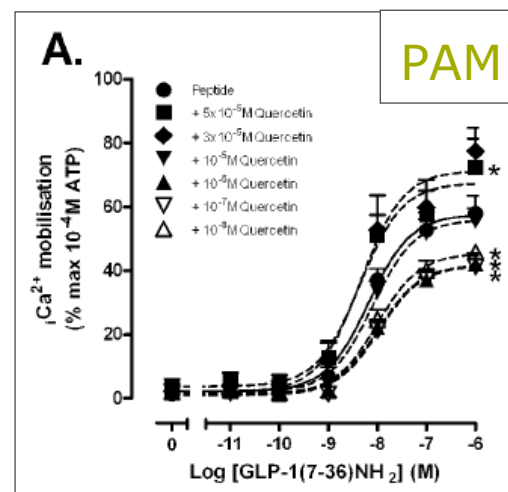 A.
PAM
100
80
60
40
20
0
iCa2+ mobilisation
(% max 10-4M ATP)
Peptide
+ 5x10-5M Quercetin
+ 3x10-5M Quercetin
+ 10-5M Quercetin
+ 10-6M Quercetin
+ 10-7M Quercetin
+ 10-8M Quercetin
*
*
*
*
0 -11 -10 -9 -8 -7 -6
Log [GLP-1(7-36)NH2] (M)